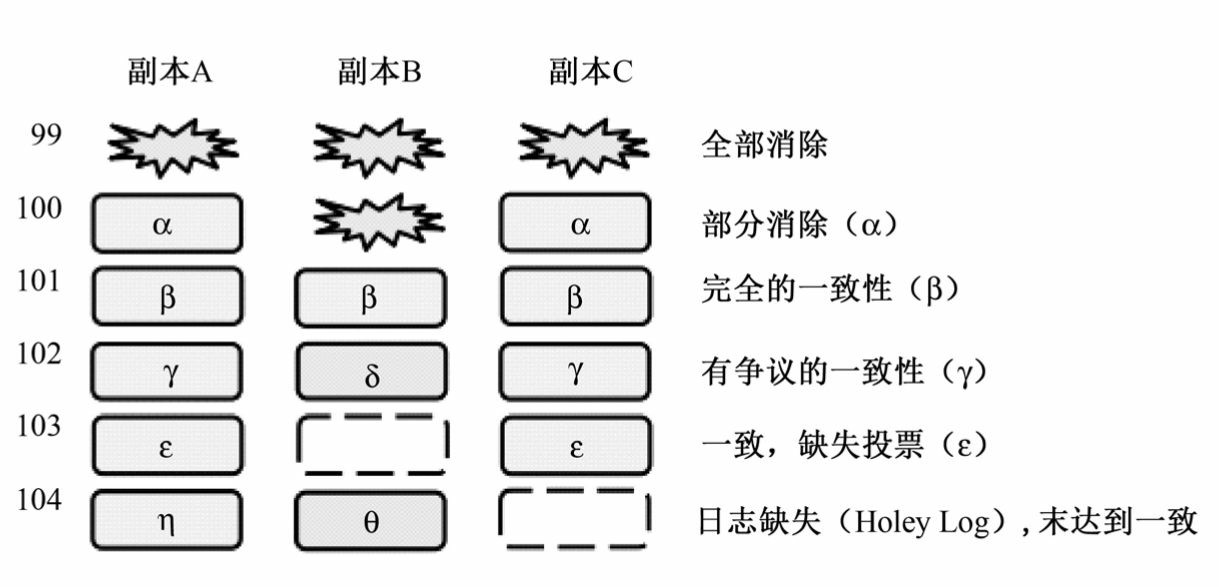 副本A 副本B 副本C
99 全部消除
100 α α 部分消除（α）
101 β β β 完全的一致性（β）
102 γ δ γ 有争议的一致性（γ）
103 ε ε 一致，缺失投票（ε）
104 η θ 日志缺失（Holey Log）, 末达到一致